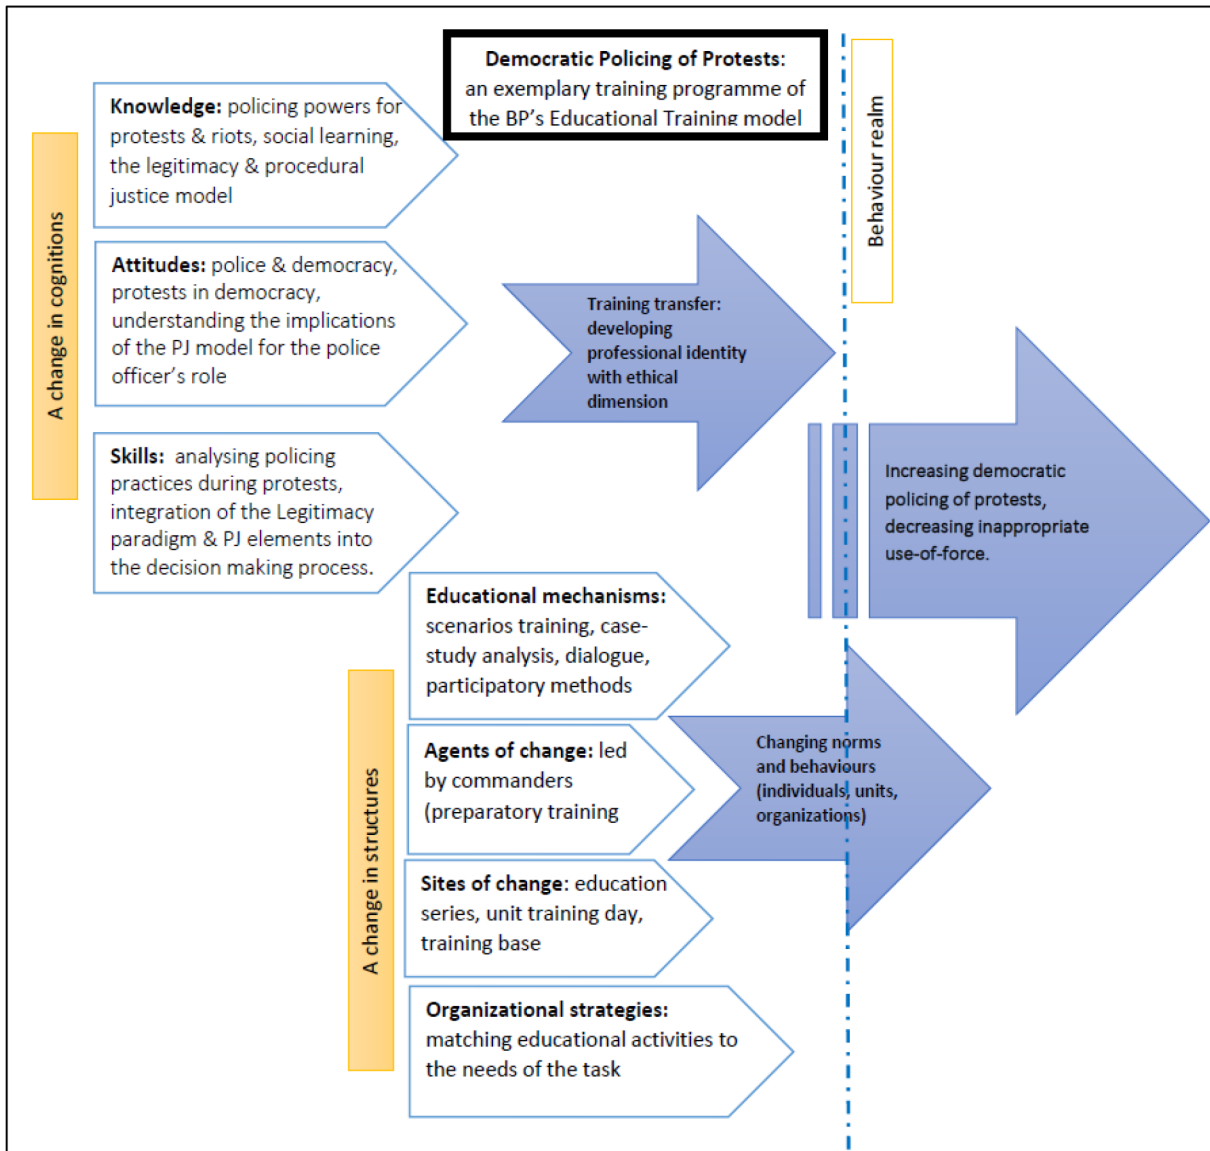 Democratic Policing of Protests:
an exemplary training programme of
the BP's Educational Training model
Behaviour realm
A change in cognitions
Knowledge: policing powers for
protests & riots, social learning,
the legitimacy & procedural
justice model
Attitudes: police & democracy,
protests in democracy,
understanding the implications
of the PJ model for the police
officer's role
Skills:  analysing policing
practices during protests,
integration of the Legitimacy
paradigm & PJ elements into
the decision making process.
Training transfer:
developing
professional identity
with ethical
dimension
Increasing democratic
policing of protests,
decreasing inappropriate
use-of-force.
A change in structures
Educational mechanisms:
scenarios training, case-
study analysis, dialogue,
participatory methods
Agents of change: led
by commanders
(preparatory training
Sites of change: education
series, unit training day,
training base
Organizational strategies:
matching educational activities to
the needs of the task
Changing norms
and behaviours
(individuals, units,
organizations)